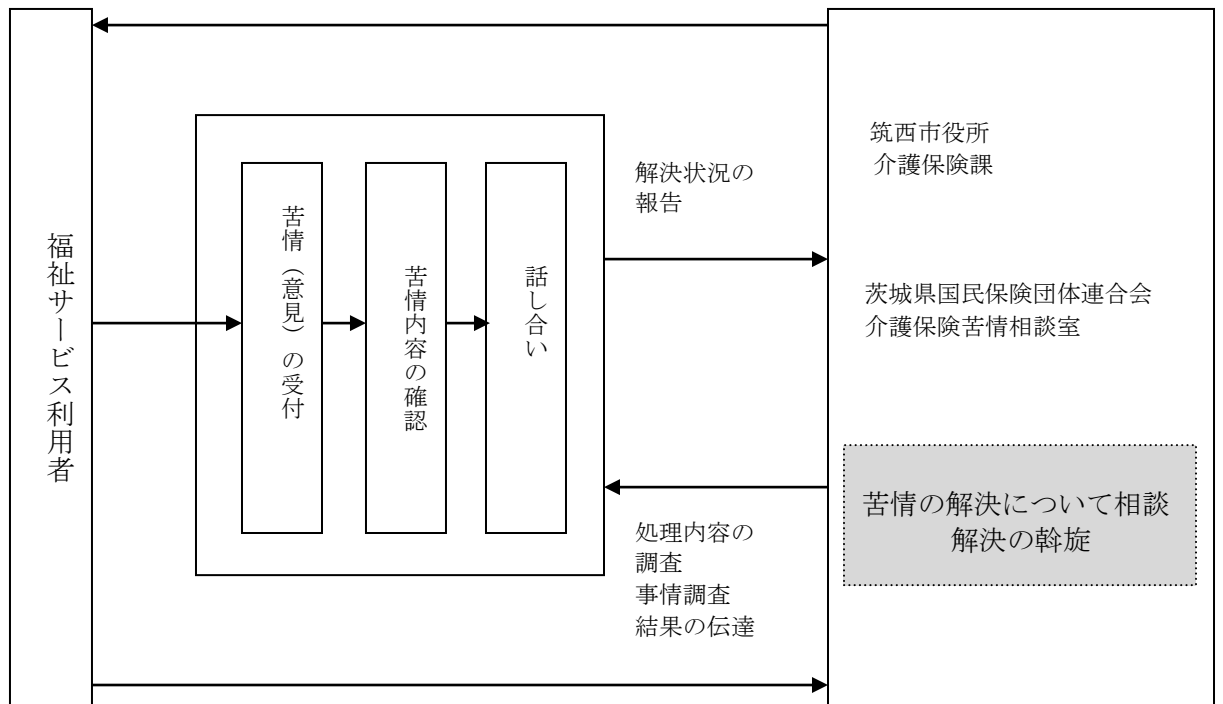 福祉サービス利用者
苦情（意見）の受付
苦情内容の確認
話し合い
解決状況の
報告
処理内容の
調査
事情調査
結果の伝達
筑西市役所
介護保険課
茨城県国民保険団体連合会
介護保険苦情相談室
苦情の解決について相談
解決の斡旋